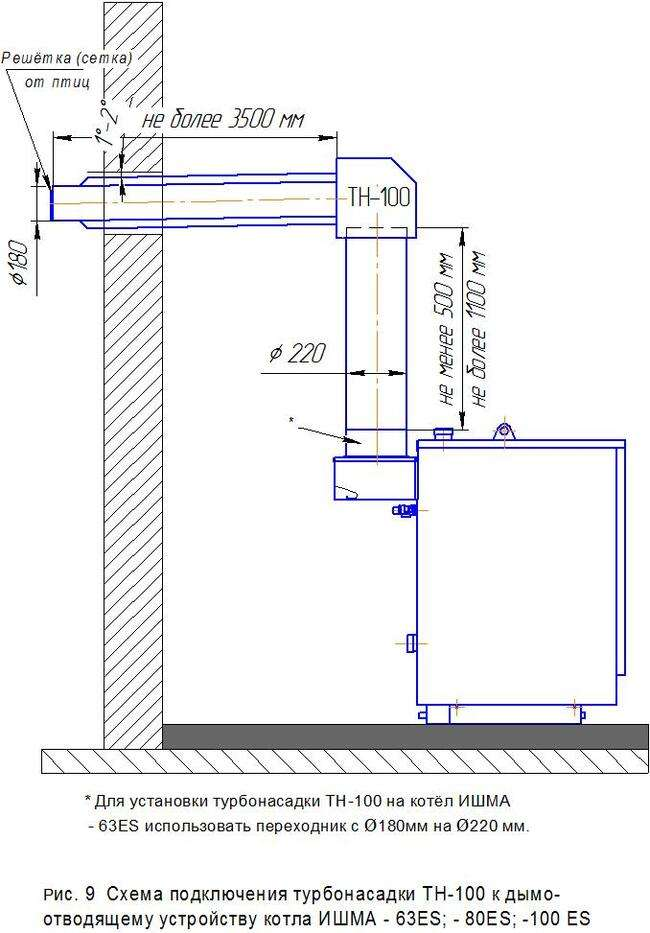 Решётка (сетка)
от птиц
1°-2°
не более 3500 мм
ТН-100
ϕ180
не менее 500 мм
не более 1100 мм
ϕ 220
*
* Для установки турбонасадки ТН-100 на котёл ИШМА
- 63ES использовать переходник с Ø180мм на Ø220 мм.
Рис. 9 Схема подключения турбонасадки ТН-100 к дымо-
отводящему устройству котла ИШМА - 63ES; - 80ES; -100 ES